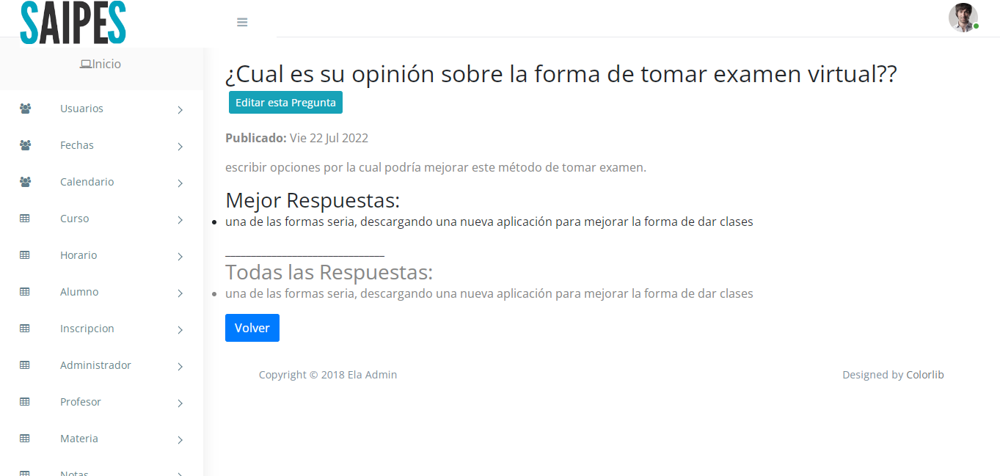 SAIPES
Inicio
Usuarios
Fechas
Calendario
Curso
Horario
Alumno
Inscripcion
Administrador
Profesor
Materia
Notas
¿Cual es su opinión sobre la forma de tomar examen virtual??
Editar esta Pregunta
Publicado: Vie 22 Jul 2022
escribir opciones por la cual podría mejorar este método de tomar examen.
Mejor Respuestas:
una de las formas seria, descargando una nueva aplicación para mejorar la forma de dar clases
Todas las Respuestas:
una de las formas seria, descargando una nueva aplicación para mejorar la forma de dar clases
Volver
Copyright © 2018 Ela Admin
Designed by Colorlib